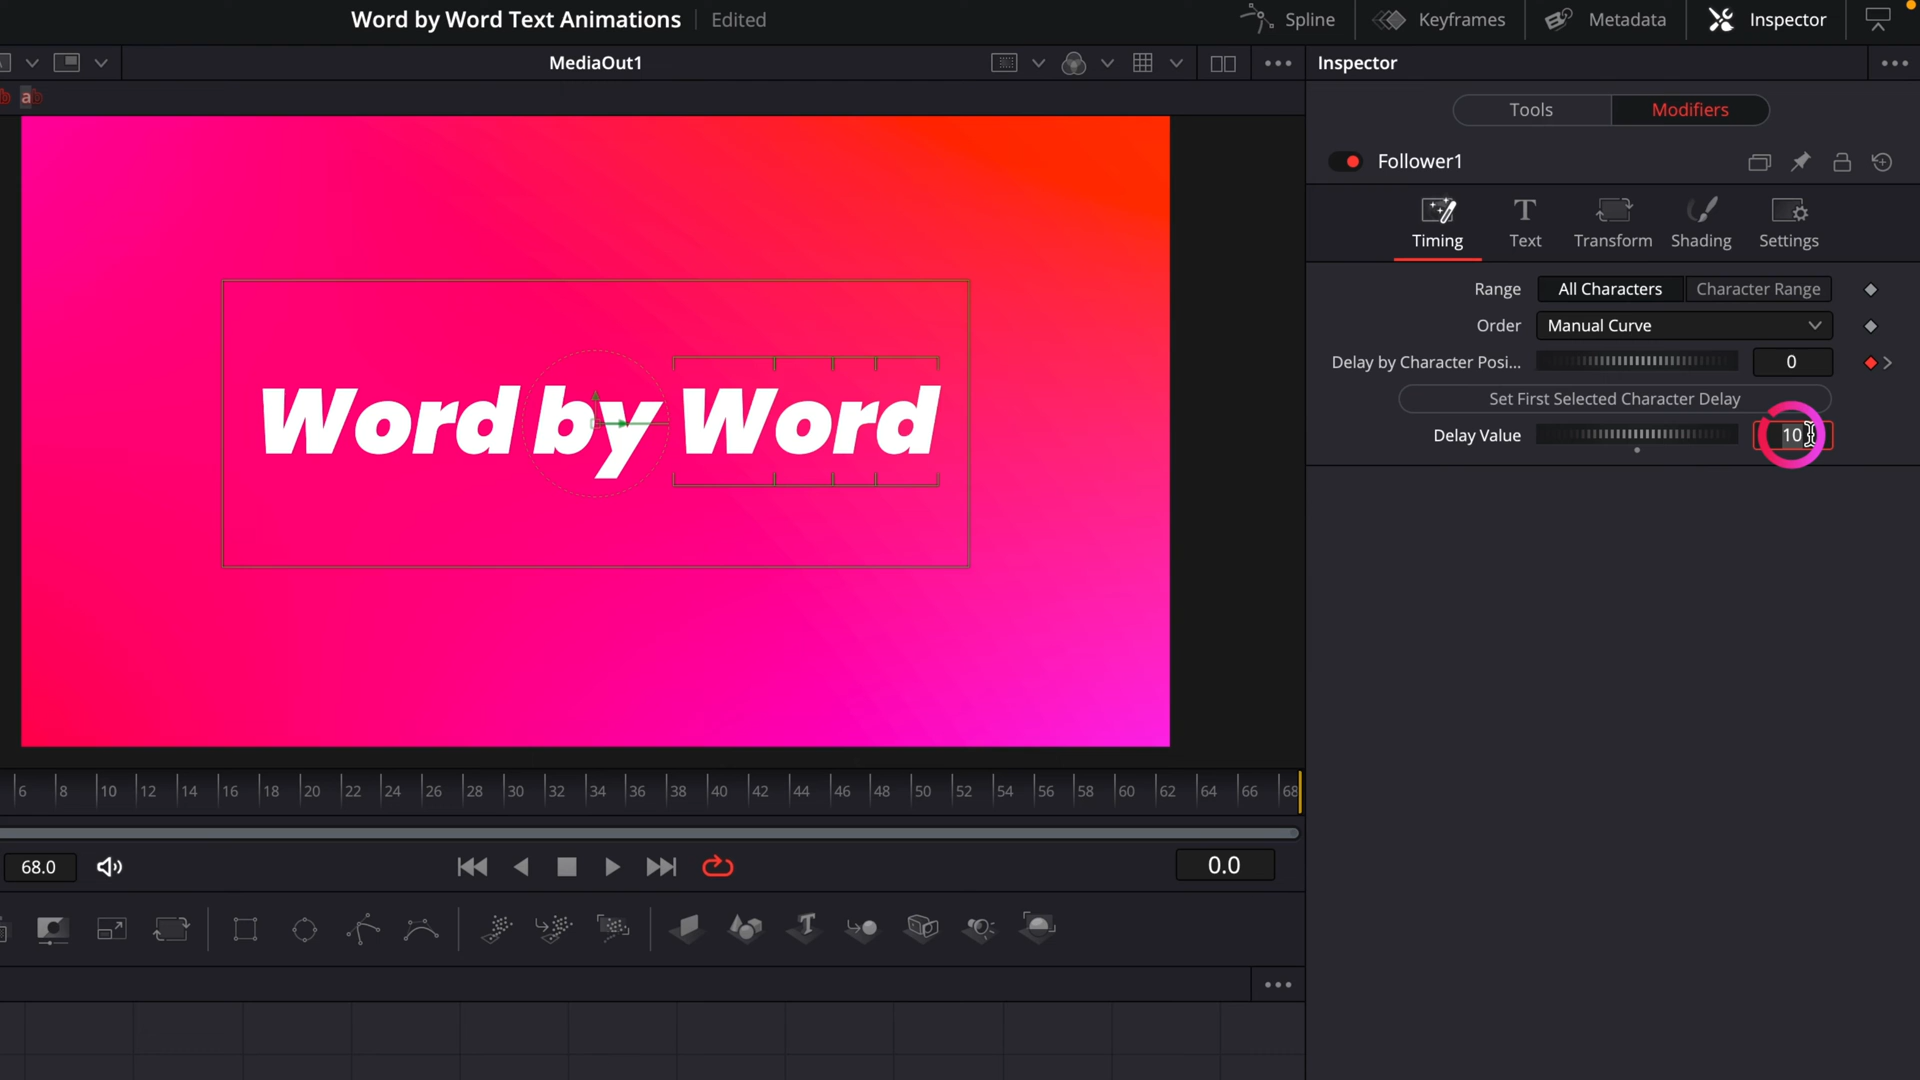 Word by Word Text Animations Edited Spline Keyframes Metadata Inspector
MediaOut1
Inspector
a
Tools Modifiers
Follower1
Timing Text Transform Shading Settings
Range All Characters Character Range
Order Manual Curve
Delay by Character Posi... 0
Set First Selected Character Delay
Delay Value 10
Word by Word
6 8 10 12 14 16 18 20 22 24 26 28 30 32 34 36 38 40 42 44 46 48 50 52 54 56 58 60 62 64 66 68
68.0 0.0